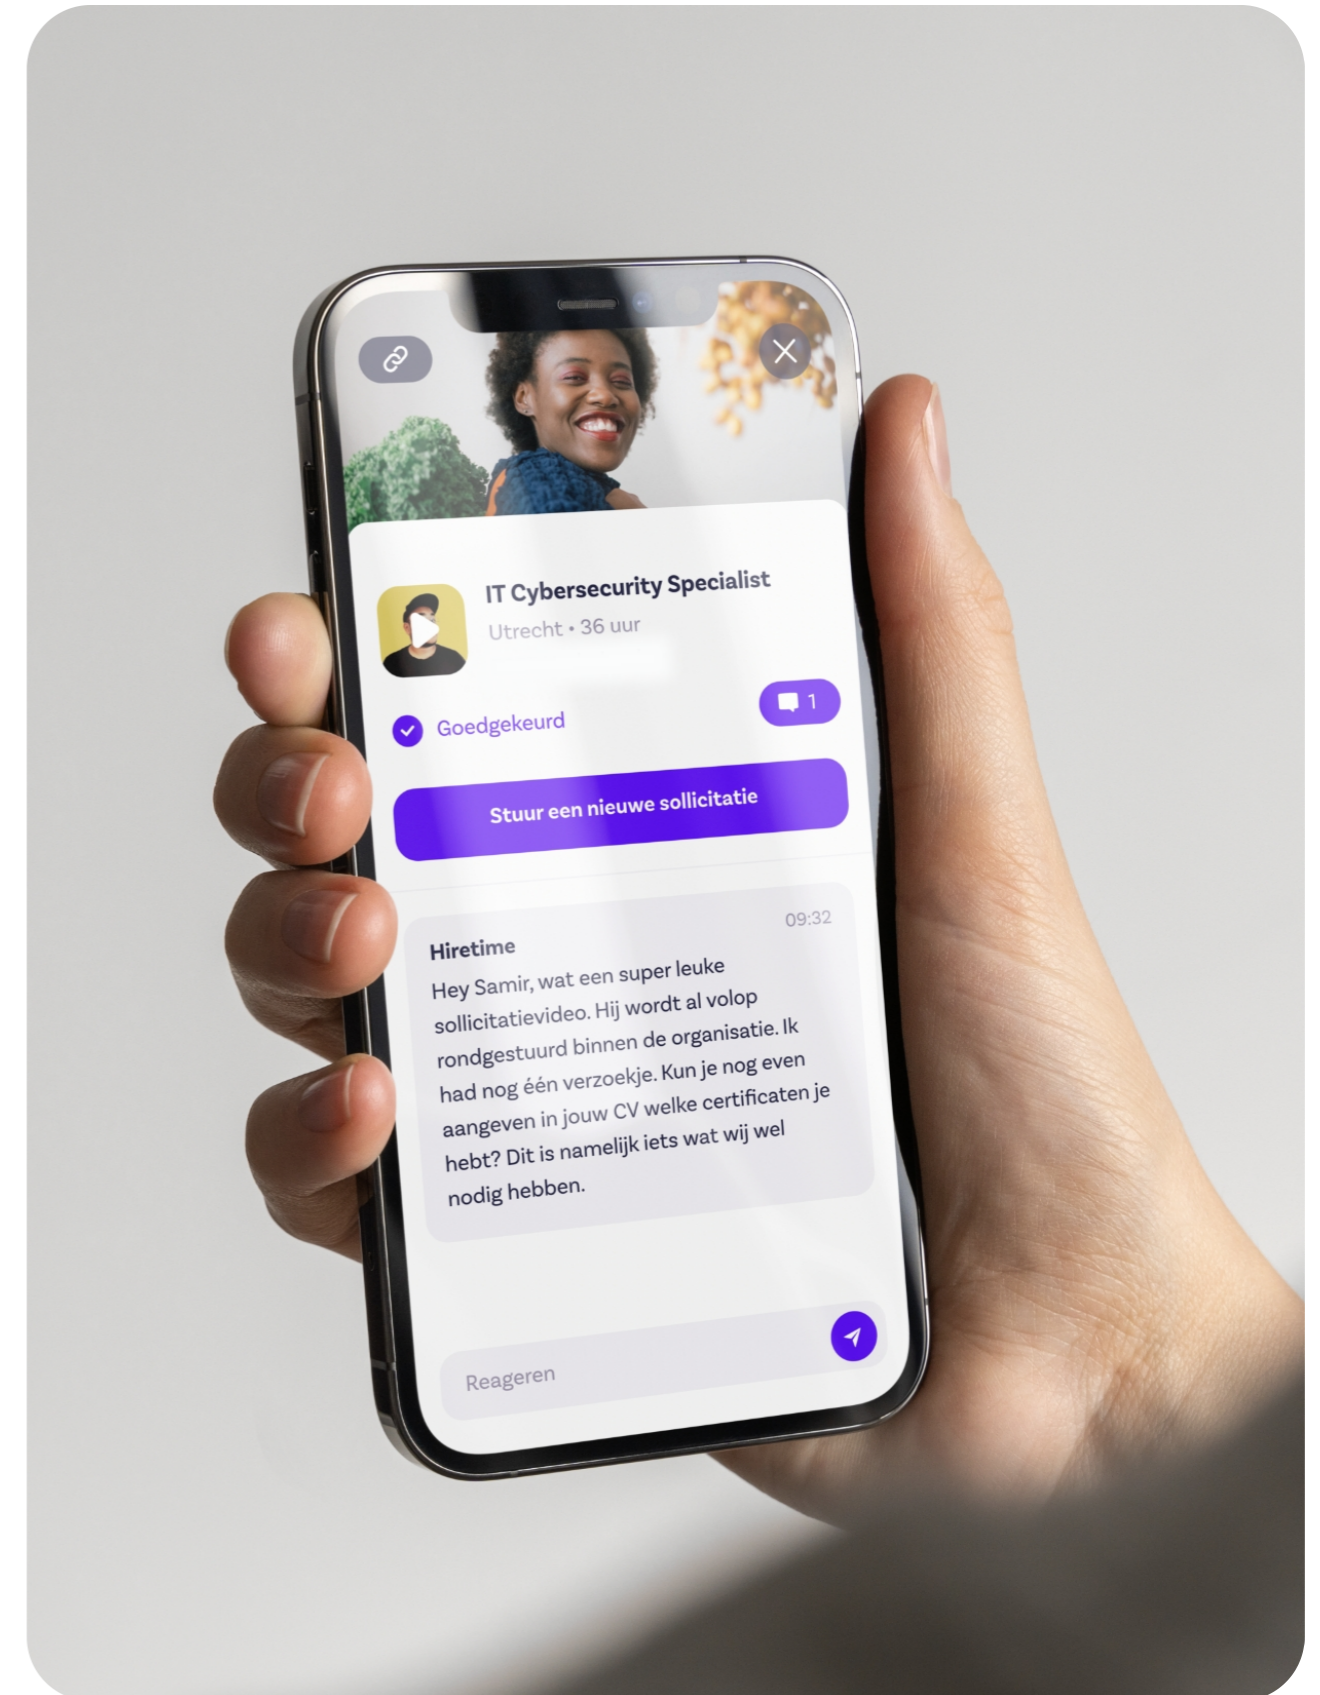 IT Cybersecurity Specialist
Utrecht • 36 uur
Goedgekeurd
1
Stuur een nieuwe sollicitatie
Hiretime
09:32
Hey Samir, wat een super leuke
sollicitatievideo. Hij wordt al volop
rondgestuurd binnen de organisatie. Ik
had nog één verzoekje. Kun je nog even
aangeven in jouw CV welke certificaten je
hebt? Dit is namelijk iets wat wij wel
nodig hebben.
Reageren